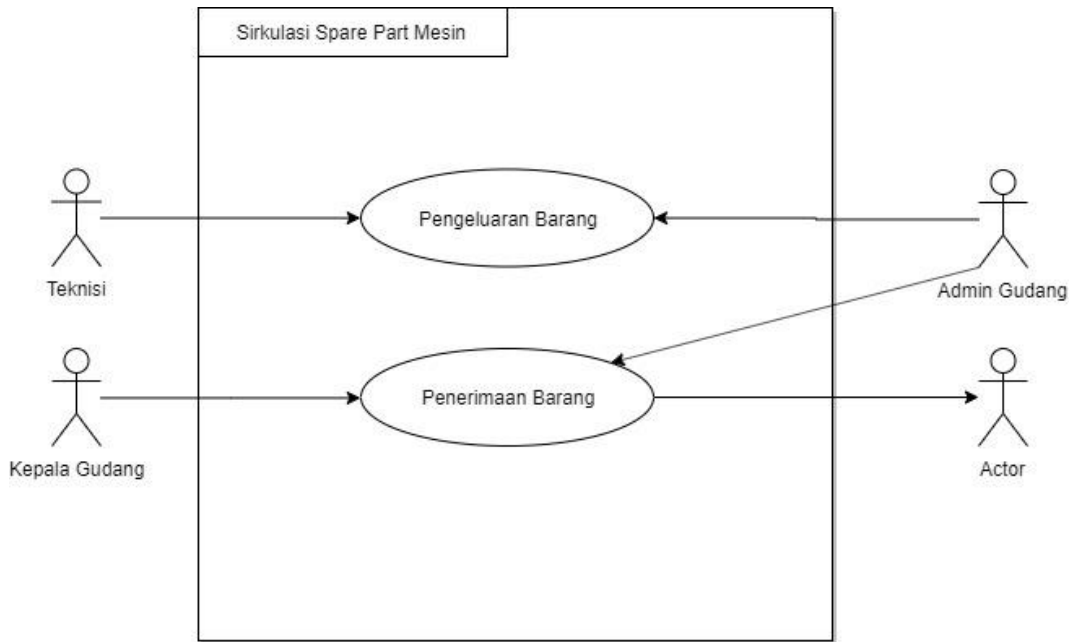 Sirkulasi Spare Part Mesin
Pengeluaran Barang
Teknisi
Admin Gudang
Penerimaan Barang
Kepala Gudang
Actor